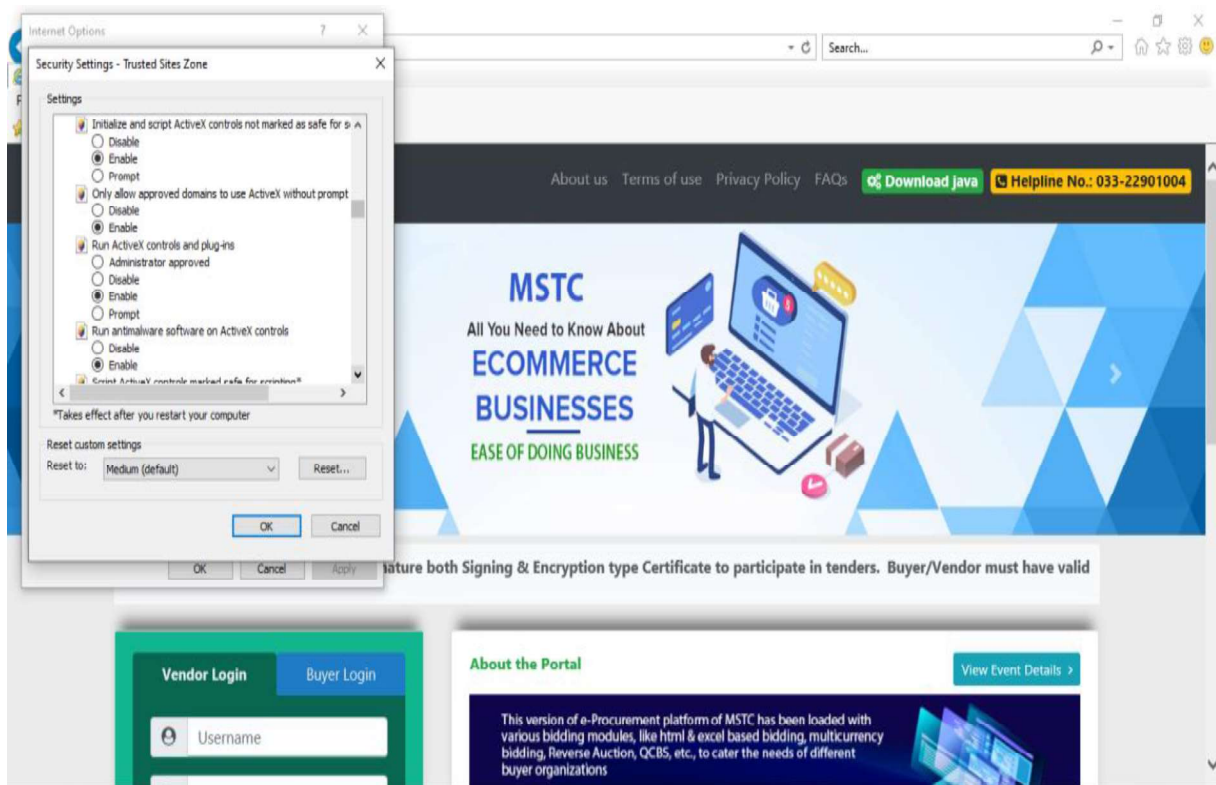 Internet Options
?
Search...
Security Settings - Trusted Sites Zone
Settings
Initialize and script ActiveX controls not marked as safe for s
Disable
Enable
Prompt
Only allow approved domains to use ActiveX without prompt
Disable
Enable
Run ActiveX controls and plug-ins
Administrator approved
Disable
Enable
Prompt
Run antimalware software on ActiveX controls
Disable
Enable
Script ActiveX controls marked safe for scripting*
*Takes effect after you restart your computer
Reset custom settings
Reset to:
Medium (default)
Reset...
OK
Cancel
OK
Cancel
Apply
About us
Terms of use
Privacy Policy
FAQs
Download java
Helpline No.: 033-22901004
MSTC
All You Need to Know About
ECOMMERCE
BUSINESSES
EASE OF DOING BUSINESS
nature both Signing & Encryption type Certificate to participate in tenders. Buyer/Vendor must have valid
Vendor Login
Buyer Login
Username
About the Portal
View Event Details >
This version of e-Procurement platform of MSTC has been loaded with
various bidding modules, like html & excel based bidding, multicurrency
bidding, Reverse Auction, QCBS, etc., to cater the needs of different
buyer organizations